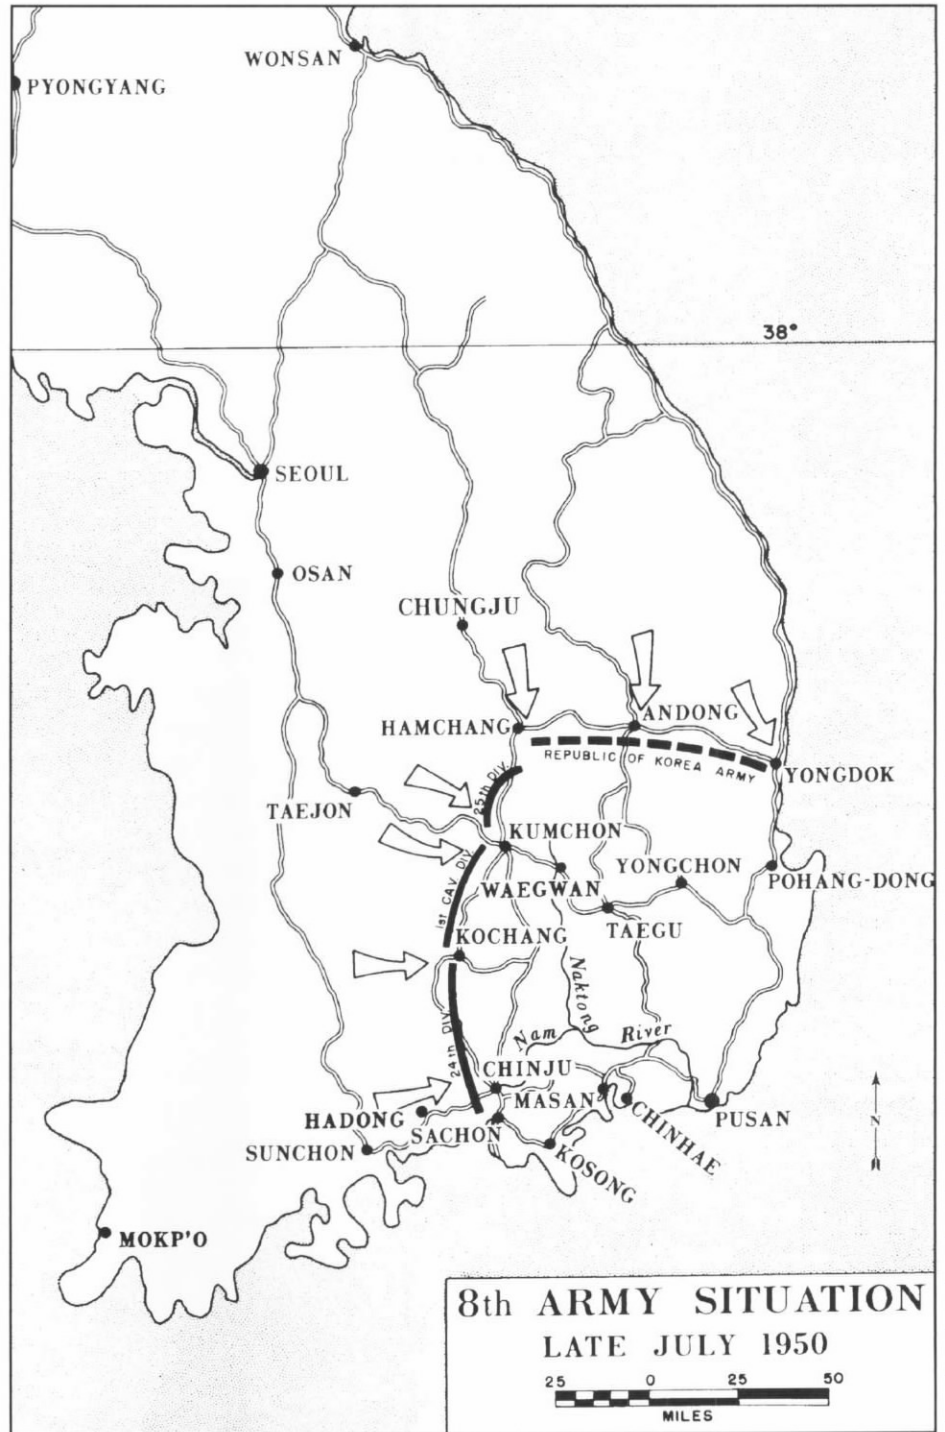 WONSAN
PYONGYANG
38°
SEOUL
OSAN
CHUNGJU
HAMCHANG
ANDONG
REPUBLIC OF KOREA ARMY
YONGDOK
25th DIV.
TAEJON
KUMCHON
1st CAV. DIV.
WAEGWAN
YONGCHON
POHANG-DONG
KOCHANG
TAEGU
Naktong
24th DIV.
Nam River
CHINJU
MASAN
HADONG
SACHON
CHINHAE
PUSAN
N
SUNCHON
KOSONG
MOKP'O
8th ARMY SITUATION
LATE JULY 1950
25 0 25 50
MILES